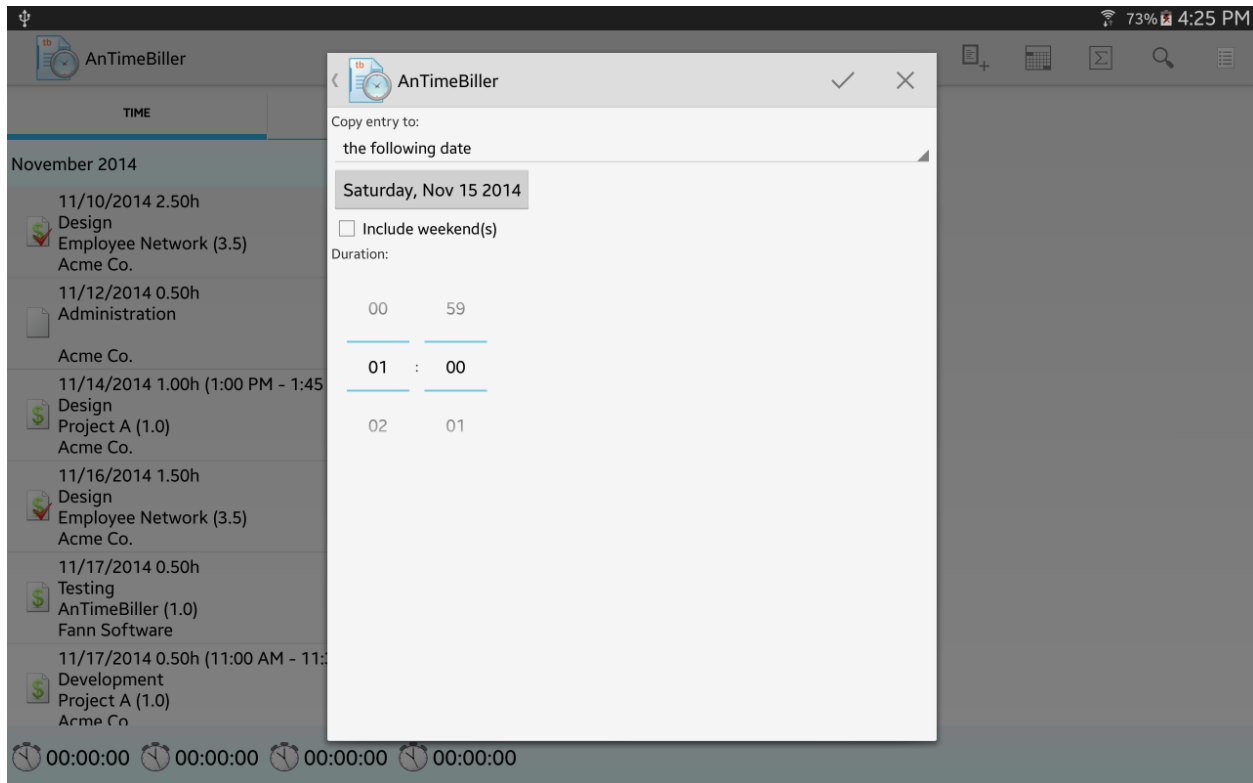 73% 4:25 PM
tb
AnTimeBiller
TIME
November 2014
11/10/2014 2.50h
Design
Employee Network (3.5)
Acme Co.
11/12/2014 0.50h
Administration
Acme Co.
11/14/2014 1.00h (1:00 PM - 1:45
Design
Project A (1.0)
Acme Co.
11/16/2014 1.50h
Design
Employee Network (3.5)
Acme Co.
11/17/2014 0.50h
Testing
AnTimeBiller (1.0)
Fann Software
11/17/2014 0.50h (11:00 AM - 11:
Development
Project A (1.0)
Acme Co
00:00:00 00:00:00 00:00:00 00:00:00
tb
AnTimeBiller
Copy entry to:
the following date
Saturday, Nov 15 2014
Include weekend(s)
Duration:
00 59
01 : 00
02 01